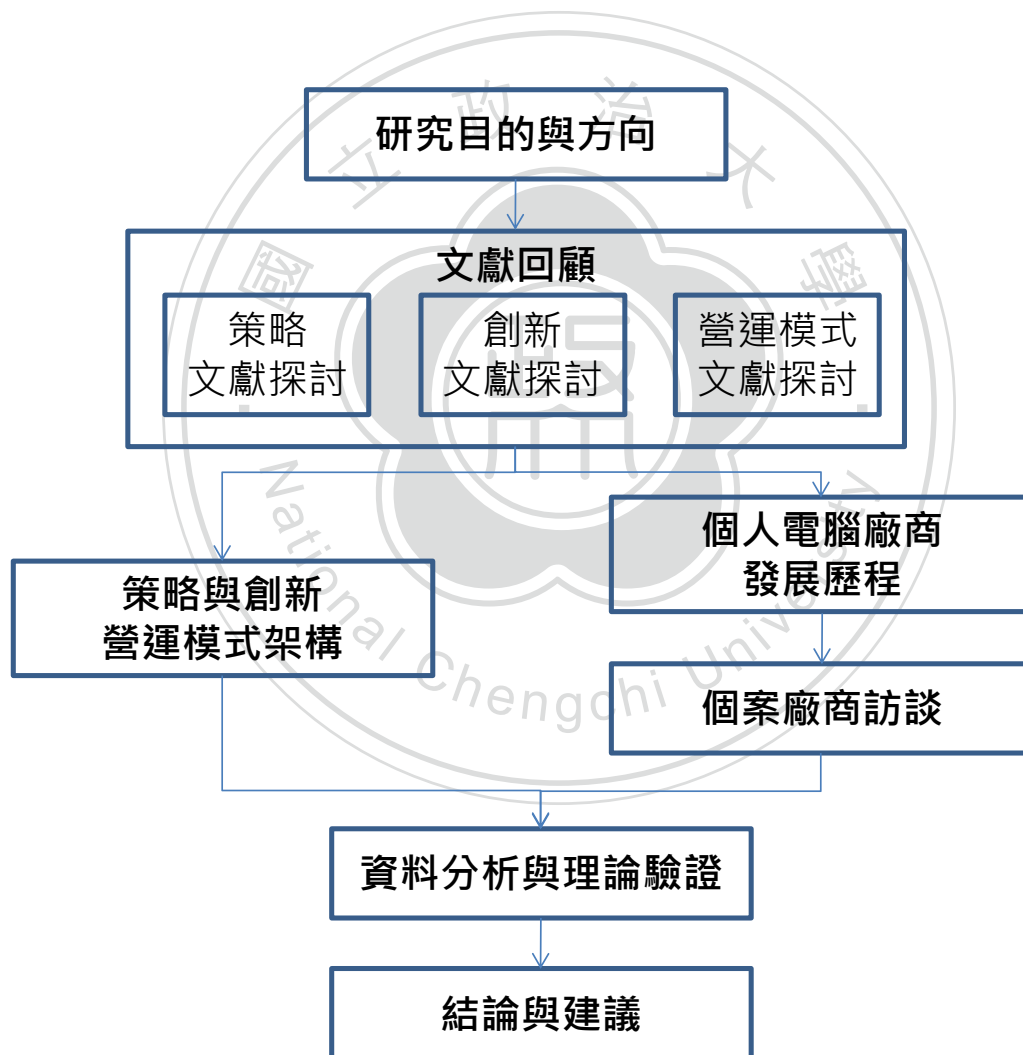 研究目的與方向
文獻回顧
策略
文獻探討
創新
文獻探討
營運模式
文獻探討
策略與創新
營運模式架構
個人電腦廠商
發展歷程
個案廠商訪談
資料分析與理論驗證
結論與建議
國立政治大學
National Chengchi University